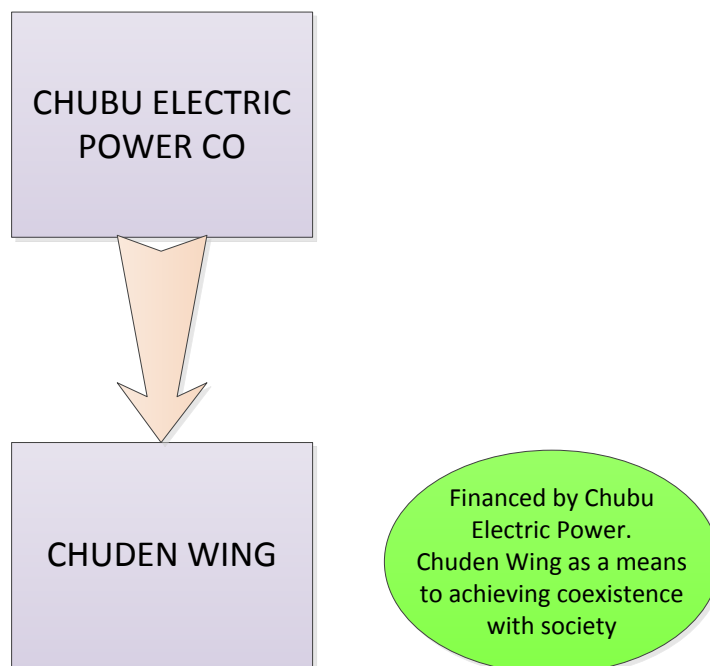 CHUBU ELECTRIC
POWER CO
CHUDEN WING
Financed by Chubu
Electric Power.
Chuden Wing as a means
to achieving coexistence
with society